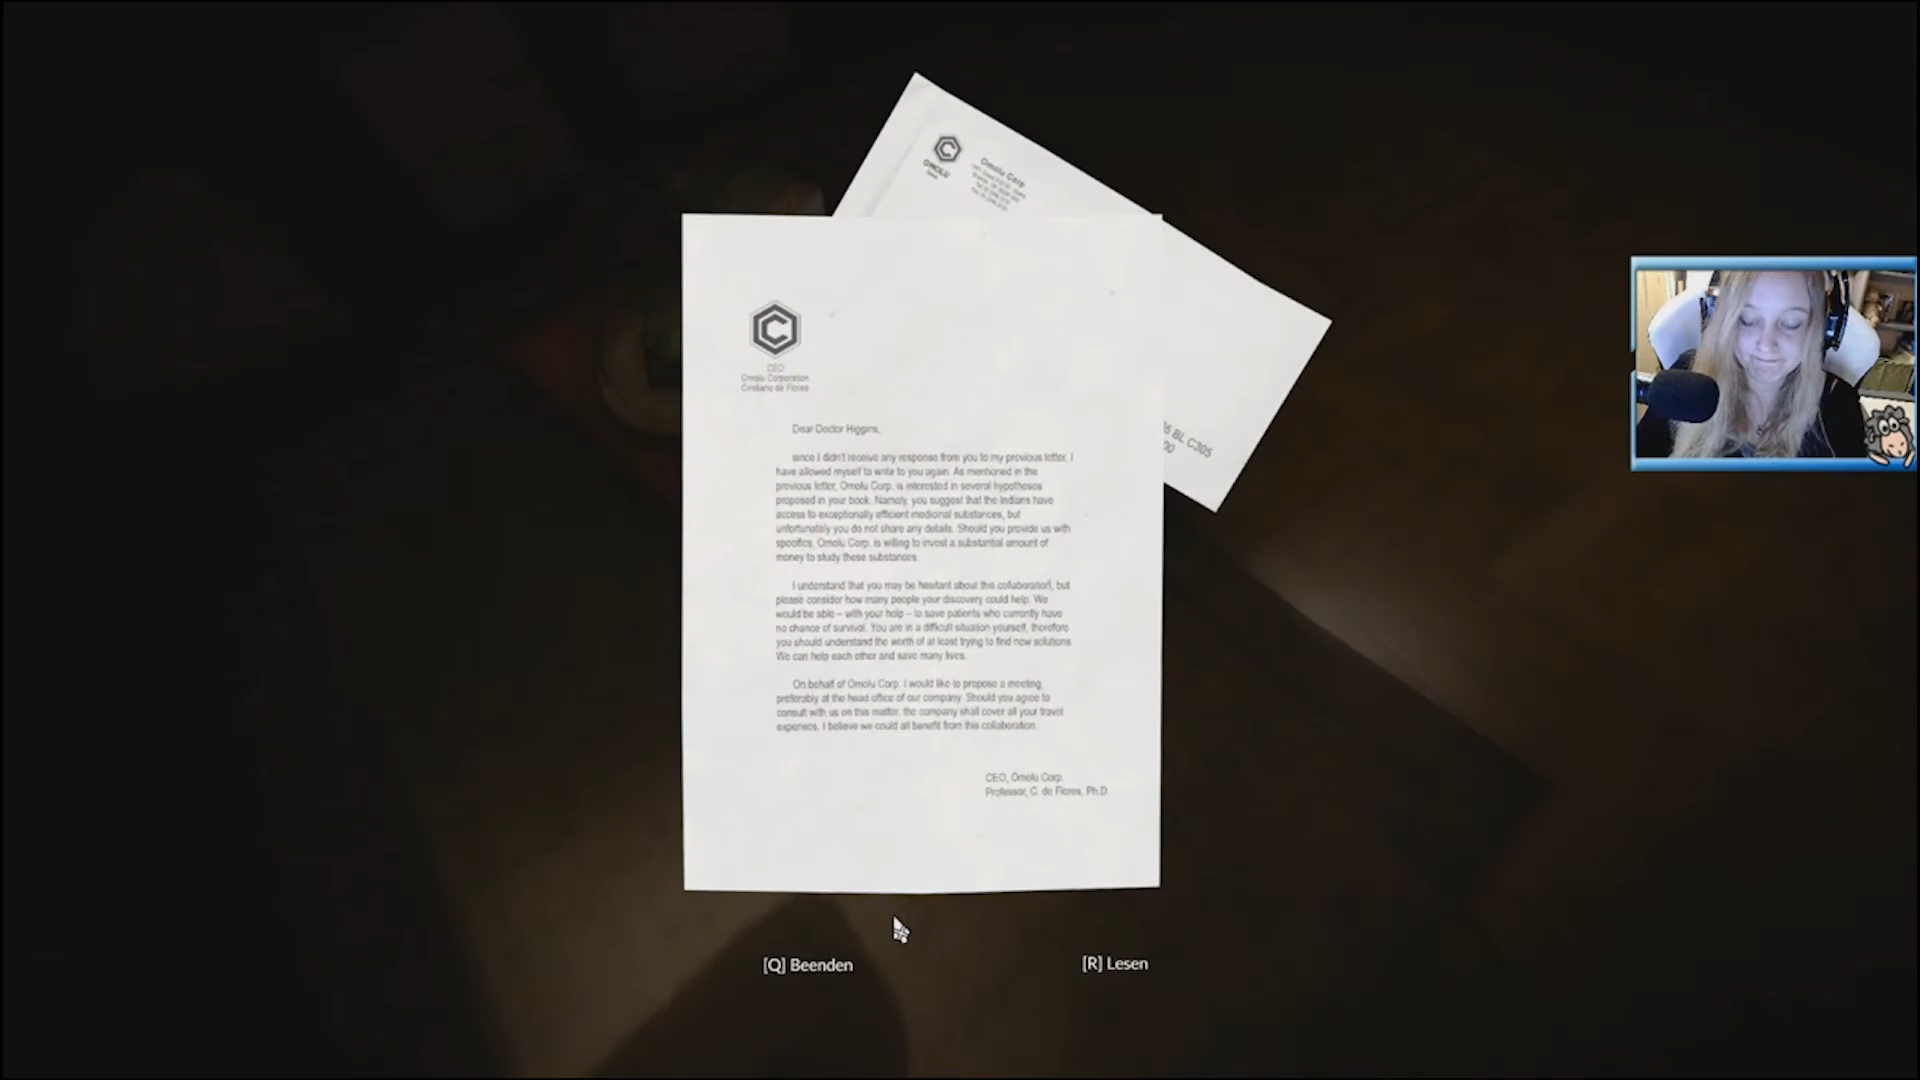 OMOLU
Omolu Corp
5 BL C305
00
CEO
Omolu Corporation
Cristiano de Flores
Dear Doctor Higgins,
since I didn't receive any response from you to my previous letter, I
have allowed myself to write to you again. As mentioned in the
previous letter, Omolu Corp. is interested in several hypotheses
proposed in your book. Namely, you suggest that the Indians have
access to exceptionally efficient medicinal substances, but
unfortunately you do not share any details. Should you provide us with
specifics, Omolu Corp. is willing to invest a substantial amount of
money to study these substances.
I understand that you may be hesitant about this collaboration, but
please consider how many people your discovery could help. We
would be able – with your help – to save patients who currently have
no chance of survival. You are in a difficult situation yourself, therefore
you should understand the worth of at least trying to find new solutions.
We can help each other and save many lives.
On behalf of Omolu Corp. I would like to propose a meeting,
preferably at the head office of our company. Should you agree to
consult with us on this matter, the company shall cover all your travel
expenses. I believe we could all benefit from this collaboration.
CEO, Omolu Corp.
Professor, C. de Flores, Ph.D.
[Q] Beenden
[R] Lesen